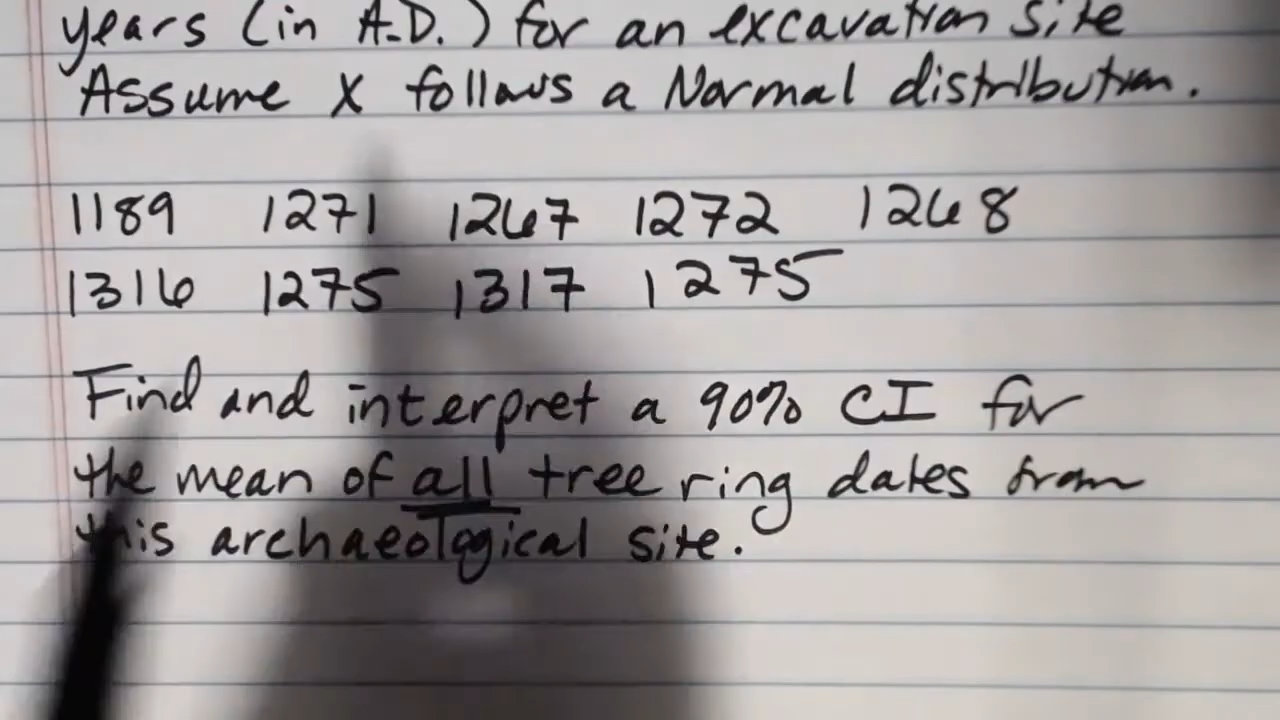 years (in A.D.) for an excavation site
Assume X follows a Normal distribution.
1189 1271 1267 1272 1268
1316 1275 1317 1275
Find and interpret a 90% CI for
the mean of all tree ring dates from
this archaeological site.